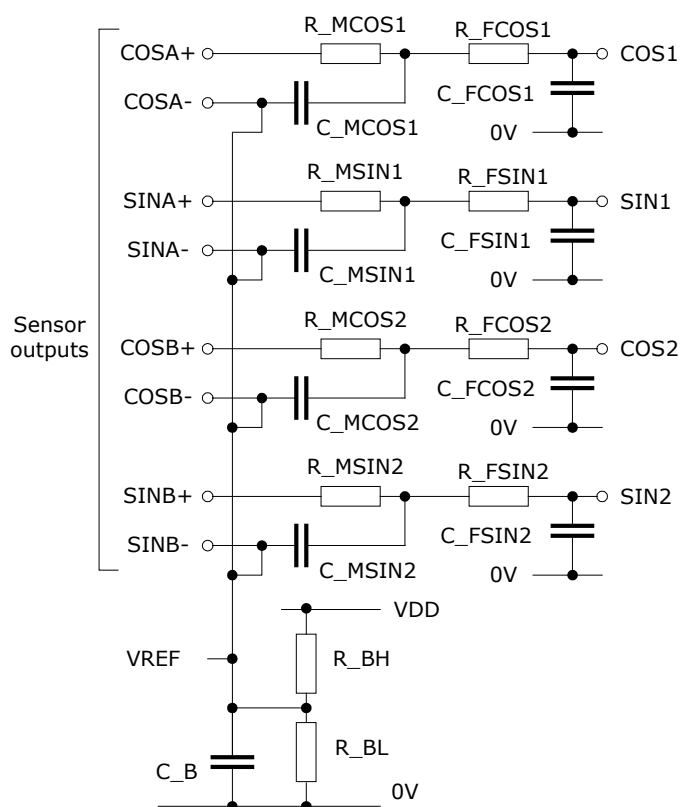 R_MCOS1
R_FCOS1
COSA+
COS1
C_FCOS1
COSA-
C_MCOS1
0V
R_MSIN1
R_FSIN1
SINA+
SIN1
C_FSIN1
SINA-
C_MSIN1
0V
Sensor
outputs
R_MCOS2
R_FCOS2
COSB+
COS2
C_FCOS2
COSB-
C_MCOS2
0V
R_MSIN2
R_FSIN2
SINB+
SIN2
C_FSIN2
SINB-
C_MSIN2
0V
VDD
VREF
R_BH
R_BL
C_B
0V